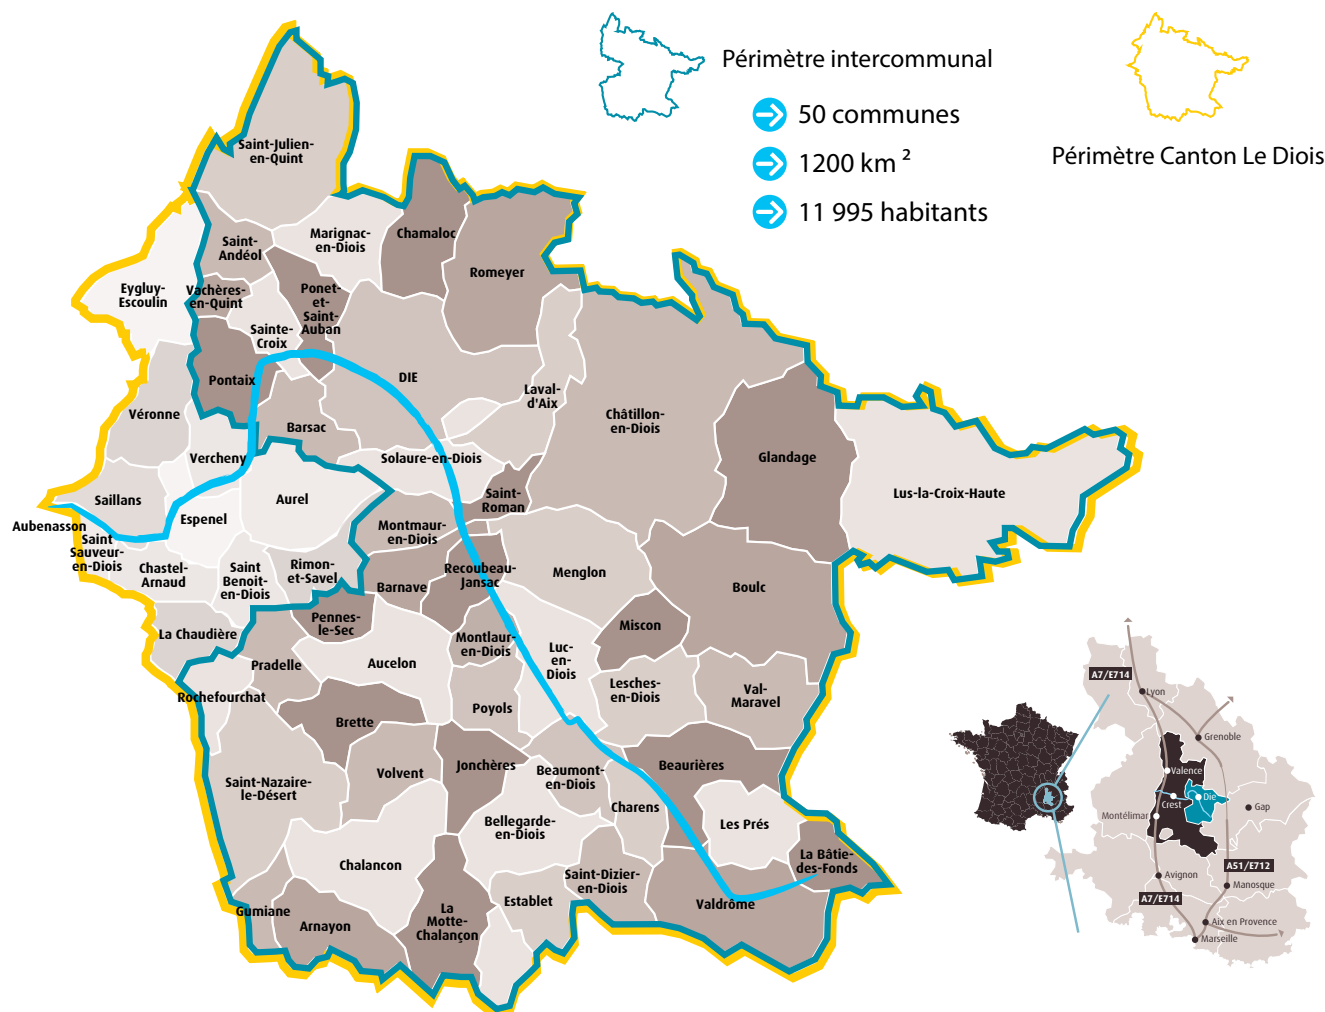 Périmètre intercommunal
50 communes
1200 km ²
11 995 habitants
Périmètre Canton Le Diois
Saint-Julien-
en-Quint
Saint-
Andéol
Marignac-
en-Diois
Chamaloc
Romeyer
Eygluy-
Escoulin
Vachères-
en-Quint
Ponet-
et-
Saint-
Auban
Sainte-
Croix
Pontaix
DIE
Laval-
d'Aix
Châtillon-
en-Diois
Véronne
Barsac
Vercheny
Solaure-en-Diois
Glandage
Lus-la-Croix-Haute
Saillans
Aurel
Saint-
Roman
Aubenasson
Espenel
Saint
Sauveur-
en-Diois
Montmaur-
en-Diois
Chastel-
Arnaud
Saint
Benoit-
en-Diois
Rimon-
et-Savel
Barnave
Recoubeau-
Jansac
Menglon
Boulc
La Chaudière
Pennes-
le-Sec
Miscon
Pradelle
Aucelon
Montlaur-
en-Diois
Luc-
en-
Diois
Lesches-
en-Diois
Val-
Maravel
Rochefourchat
Brette
Poyols
Saint-Nazaire-
le-Désert
Volvent
Jonchères
Beaumont-
en-Diois
Beaurières
Charens
Les Prés
Bellegarde-
en-Diois
Chalancon
La Bâtie-
des-Fonds
Saint-Dizier-
en-Diois
Establet
Valdrôme
Gumiane
Arnayon
La
Motte-
Chalançon
A7/E714
Lyon
Grenoble
Valence
Crest
Die
Gap
Montélimar
A51/E712
Avignon
Manosque
A7/E714
Aix en Provence
Marseille